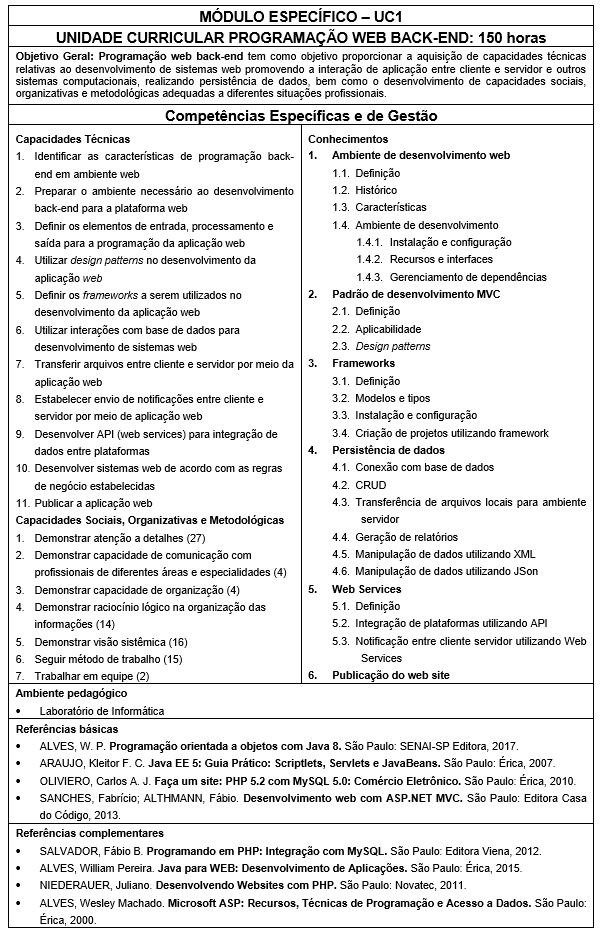 MÓDULO ESPECÍFICO – UC1
UNIDADE CURRICULAR PROGRAMAÇÃO WEB BACK-END: 150 horas
Objetivo Geral: Programação web back-end tem como objetivo proporcionar a aquisição de capacidades técnicas
relativas ao desenvolvimento de sistemas web promovendo a interação de aplicação entre cliente e servidor e outros
sistemas computacionais, realizando persistência de dados, bem como o desenvolvimento de capacidades sociais,
organizativas e metodológicas adequadas a diferentes situações profissionais.
Competências Específicas e de Gestão
Capacidades Técnicas
1. Identificar as características de programação back-
end em ambiente web
2. Preparar o ambiente necessário ao desenvolvimento
back-end para a plataforma web
3. Definir os elementos de entrada, processamento e
saída para a programação da aplicação web
4. Utilizar design patterns no desenvolvimento da
aplicação web
5. Definir os frameworks a serem utilizados no
desenvolvimento da aplicação web
6. Utilizar interações com base de dados para
desenvolvimento de sistemas web
7. Transferir arquivos entre cliente e servidor por meio da
aplicação web
8. Estabelecer envio de notificações entre cliente e
servidor por meio de aplicação web
9. Desenvolver API (web services) para integração de
dados entre plataformas
10. Desenvolver sistemas web de acordo com as regras
de negócio estabelecidas
11. Publicar a aplicação web
Capacidades Sociais, Organizativas e Metodológicas
1. Demonstrar atenção a detalhes (27)
2. Demonstrar capacidade de comunicação com
profissionais de diferentes áreas e especialidades (4)
3. Demonstrar capacidade de organização (4)
4. Demonstrar raciocínio lógico na organização das
informações (14)
5. Demonstrar visão sistêmica (16)
6. Seguir método de trabalho (15)
7. Trabalhar em equipe (2)
Conhecimentos
1. Ambiente de desenvolvimento web
1.1. Definição
1.2. Histórico
1.3. Características
1.4. Ambiente de desenvolvimento
1.4.1. Instalação e configuração
1.4.2. Recursos e interfaces
1.4.3. Gerenciamento de dependências
2. Padrão de desenvolvimento MVC
2.1. Definição
2.2. Aplicabilidade
2.3. Design patterns
3. Frameworks
3.1. Definição
3.2. Modelos e tipos
3.3. Instalação e configuração
3.4. Criação de projetos utilizando framework
4. Persistência de dados
4.1. Conexão com base de dados
4.2. CRUD
4.3. Transferência de arquivos locais para ambiente
servidor
4.4. Geração de relatórios
4.5. Manipulação de dados utilizando XML
4.6. Manipulação de dados utilizando JSon
5. Web Services
5.1. Definição
5.2. Integração de plataformas utilizando API
5.3. Notificação entre cliente servidor utilizando Web
Services
6. Publicação do web site
Ambiente pedagógico
• Laboratório de Informática
Referências básicas
• ALVES, W. P. Programação orientada a objetos com Java 8. São Paulo: SENAI-SP Editora, 2017.
• ARAUJO, Kleitor F. C. Java EE 5: Guia Prático: Scriptlets, Servlets e JavaBeans. São Paulo: Érica, 2007.
• OLIVIERO, Carlos A. J. Faça um site: PHP 5.2 com MySQL 5.0: Comércio Eletrônico. São Paulo: Érica, 2010.
• SANCHES, Fabrício; ALTHMANN, Fábio. Desenvolvimento web com ASP.NET MVC. São Paulo: Editora Casa
do Código, 2013.
Referências complementares
• SALVADOR, Fábio B. Programando em PHP: Integração com MySQL. São Paulo: Editora Viena, 2012.
• ALVES, William Pereira. Java para WEB: Desenvolvimento de Aplicações. São Paulo: Érica, 2015.
• NIEDERAUER, Juliano. Desenvolvendo Websites com PHP. São Paulo: Novatec, 2011.
• ALVES, Wesley Machado. Microsoft ASP: Recursos, Técnicas de Programação e Acesso a Dados. São Paulo:
Érica, 2000.